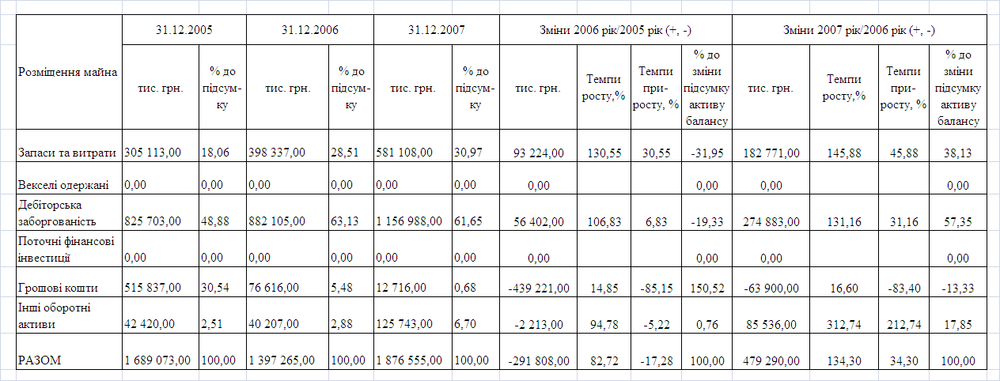 31.12.2005 31.12.2006 31.12.2007 Зміни 2006 рік/2005 рік (+, -) Зміни 2007 рік/2006 рік (+, -)
Розміщення майна
тис. грн. % до підсум-ку тис. грн. % до підсум-ку тис. грн. % до підсум-ку тис. грн. Темпи росту,% Темпи при-росту, % % до зміни підсумку активу балансу тис. грн. Темпи росту,% Темпи при-росту, % % до зміни підсумку активу балансу
Запаси та витрати 305 113,00 18,06 398 337,00 28,51 581 108,00 30,97 93 224,00 130,55 30,55 -31,95 182 771,00 145,88 45,88 38,13
Векселі одержані 0,00 0,00 0,00 0,00 0,00 0,00 0,00 0,00 0,00 0,00
Дебіторська
заборгованість 825 703,00 48,88 882 105,00 63,13 1 156 988,00 61,65 56 402,00 106,83 6,83 -19,33 274 883,00 131,16 31,16 57,35
Поточні фінансові
інвестиції 0,00 0,00 0,00 0,00 0,00 0,00 0,00 0,00 0,00 0,00
Грошові кошти 515 837,00 30,54 76 616,00 5,48 12 716,00 0,68 -439 221,00 14,85 -85,15 150,52 -63 900,00 16,60 -83,40 -13,33
Інші оборотні
активи 42 420,00 2,51 40 207,00 2,88 125 743,00 6,70 -2 213,00 94,78 -5,22 0,76 85 536,00 312,74 212,74 17,85
РАЗОМ 1 689 073,00 100,00 1 397 265,00 100,00 1 876 555,00 100,00 -291 808,00 82,72 -17,28 100,00 479 290,00 134,30 34,30 100,00